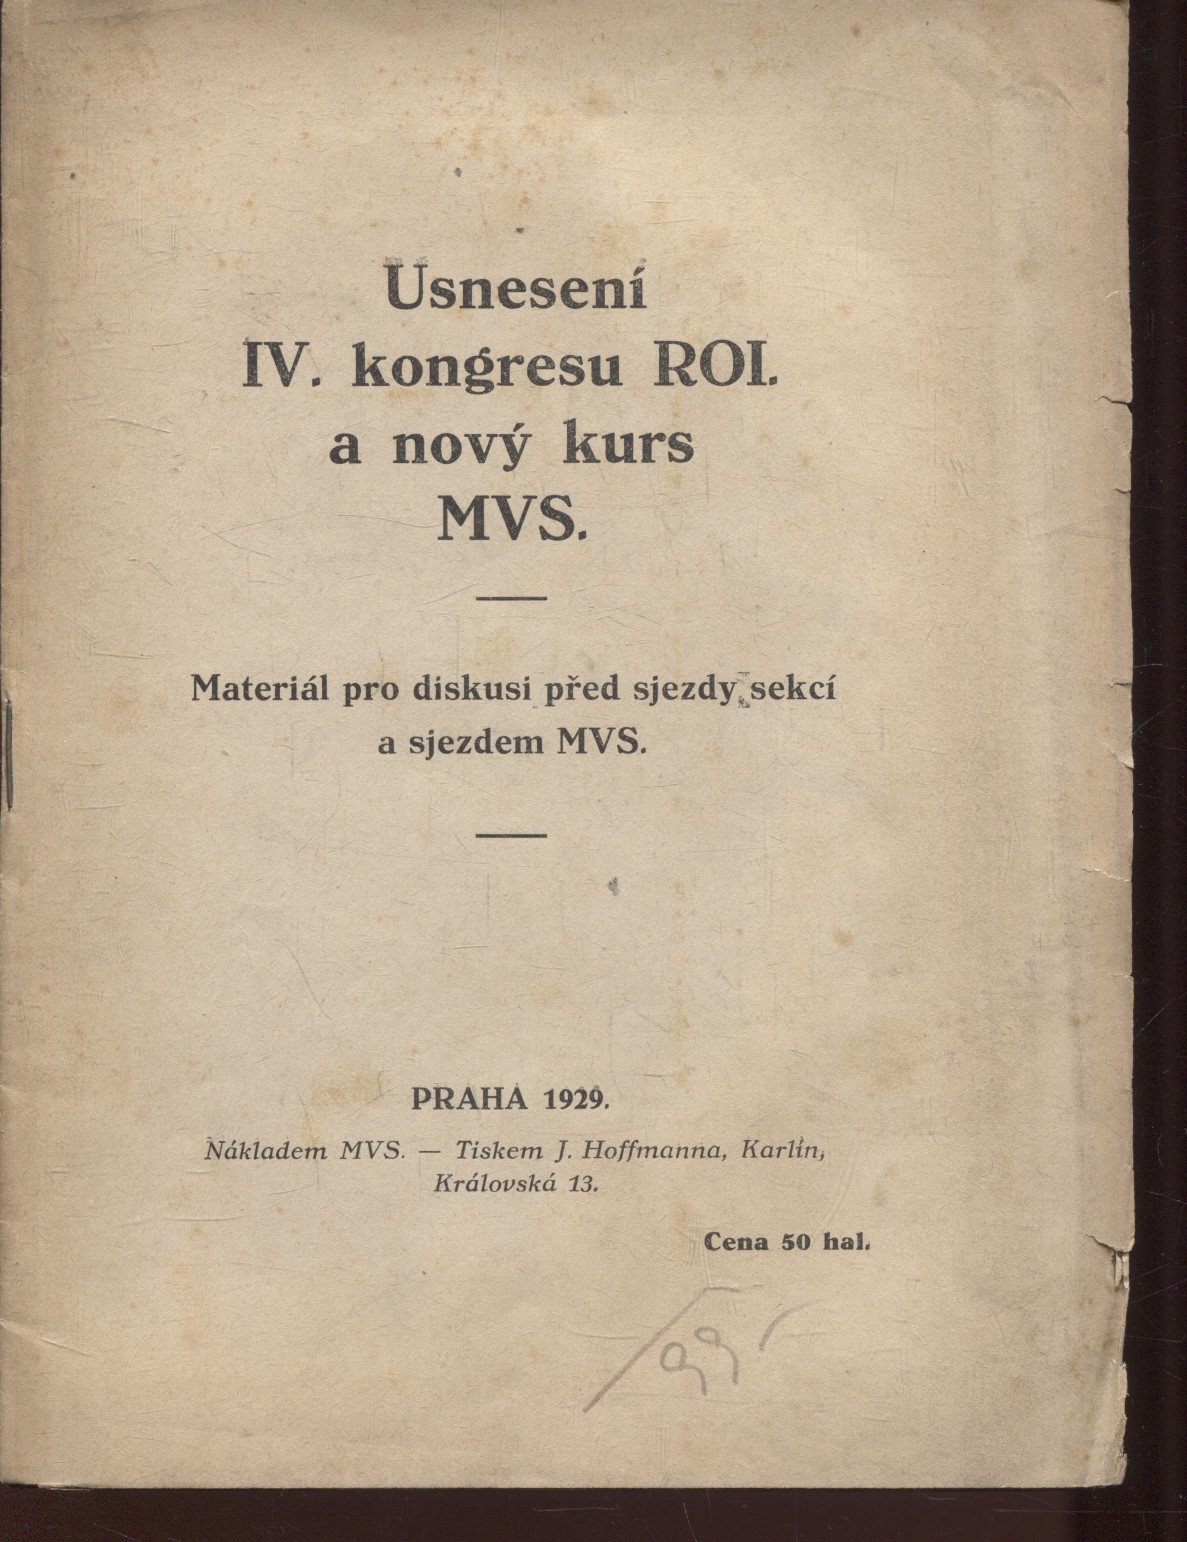 Usnesení
IV. kongresu ROI.
a nový kurs
MVS.
Materiál pro diskusi před sjezdy sekcí
a sjezdem MVS.
PRAHA 1929.
Nákladem MVS. — Tiskem J. Hoffmanna, Karlín,
Královská 13.
Cena 50 hal.